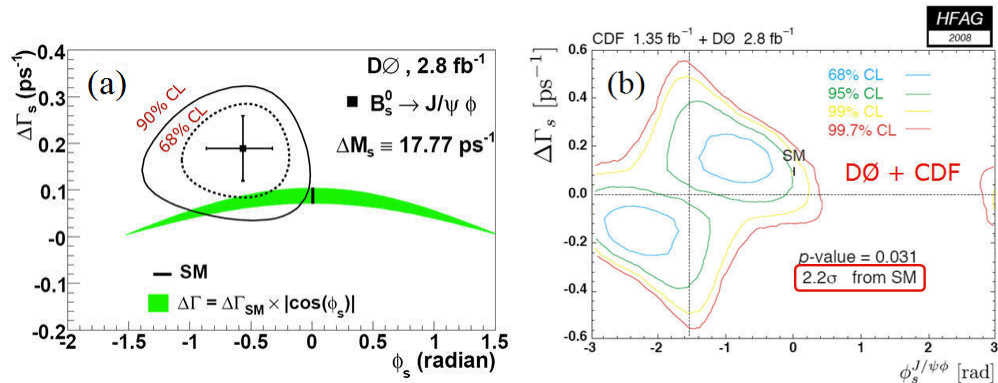 (a)
DØ , 2.8 fb⁻¹
B⁰ₛ → J/ψ ϕ
ΔMₛ ≡ 17.77 ps⁻¹
90% CL
68% CL
SM
ΔΓ = ΔΓ_SM × |cos(ϕₛ)|
ΔΓₛ (ps⁻¹)
0.4
0.3
0.2
0.1
-0
-0.1
-0.2
-1.5 -1 -0.5 0 0.5 1 1.5
ϕₛ (radian)
HFAG
2008
CDF 1.35 fb⁻¹ + DØ 2.8 fb⁻¹
(b)
68% CL
95% CL
99% CL
99.7% CL
SM
DØ + CDF
p-value = 0.031
2.2σ from SM
ΔΓₛ [ps⁻¹]
0.6
0.4
0.2
0.0
-0.2
-0.4
-0.6
-3 -2 -1 0 1 2 3
ϕₛ^J/ψϕ [rad]